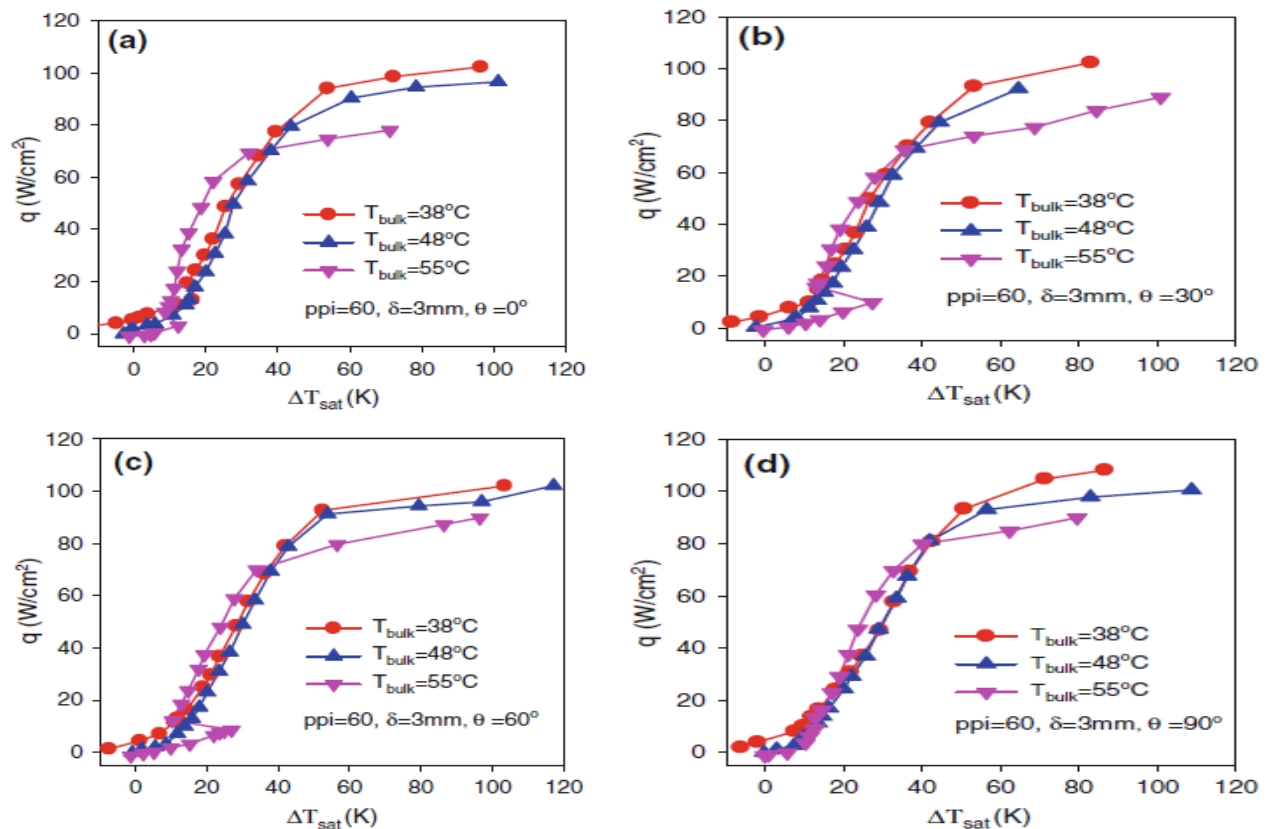 (a)
120
100
80
60
40
20
0
q (W/cm²)
T_bulk=38°C
T_bulk=48°C
T_bulk=55°C
ppi=60, δ=3mm, θ =0°
0 20 40 60 80 100 120
ΔT_sat (K)
(b)
120
100
80
60
40
20
0
q (W/cm²)
T_bulk=38°C
T_bulk=48°C
T_bulk=55°C
ppi=60, δ=3mm, θ =30°
0 20 40 60 80 100 120
ΔT_sat (K)
(c)
120
100
80
60
40
20
0
q (W/cm²)
T_bulk=38°C
T_bulk=48°C
T_bulk=55°C
ppi=60, δ=3mm, θ =60°
0 20 40 60 80 100 120
ΔT_sat (K)
(d)
120
100
80
60
40
20
0
q (W/cm²)
T_bulk=38°C
T_bulk=48°C
T_bulk=55°C
ppi=60, δ=3mm, θ =90°
0 20 40 60 80 100 120
ΔT_sat (K)